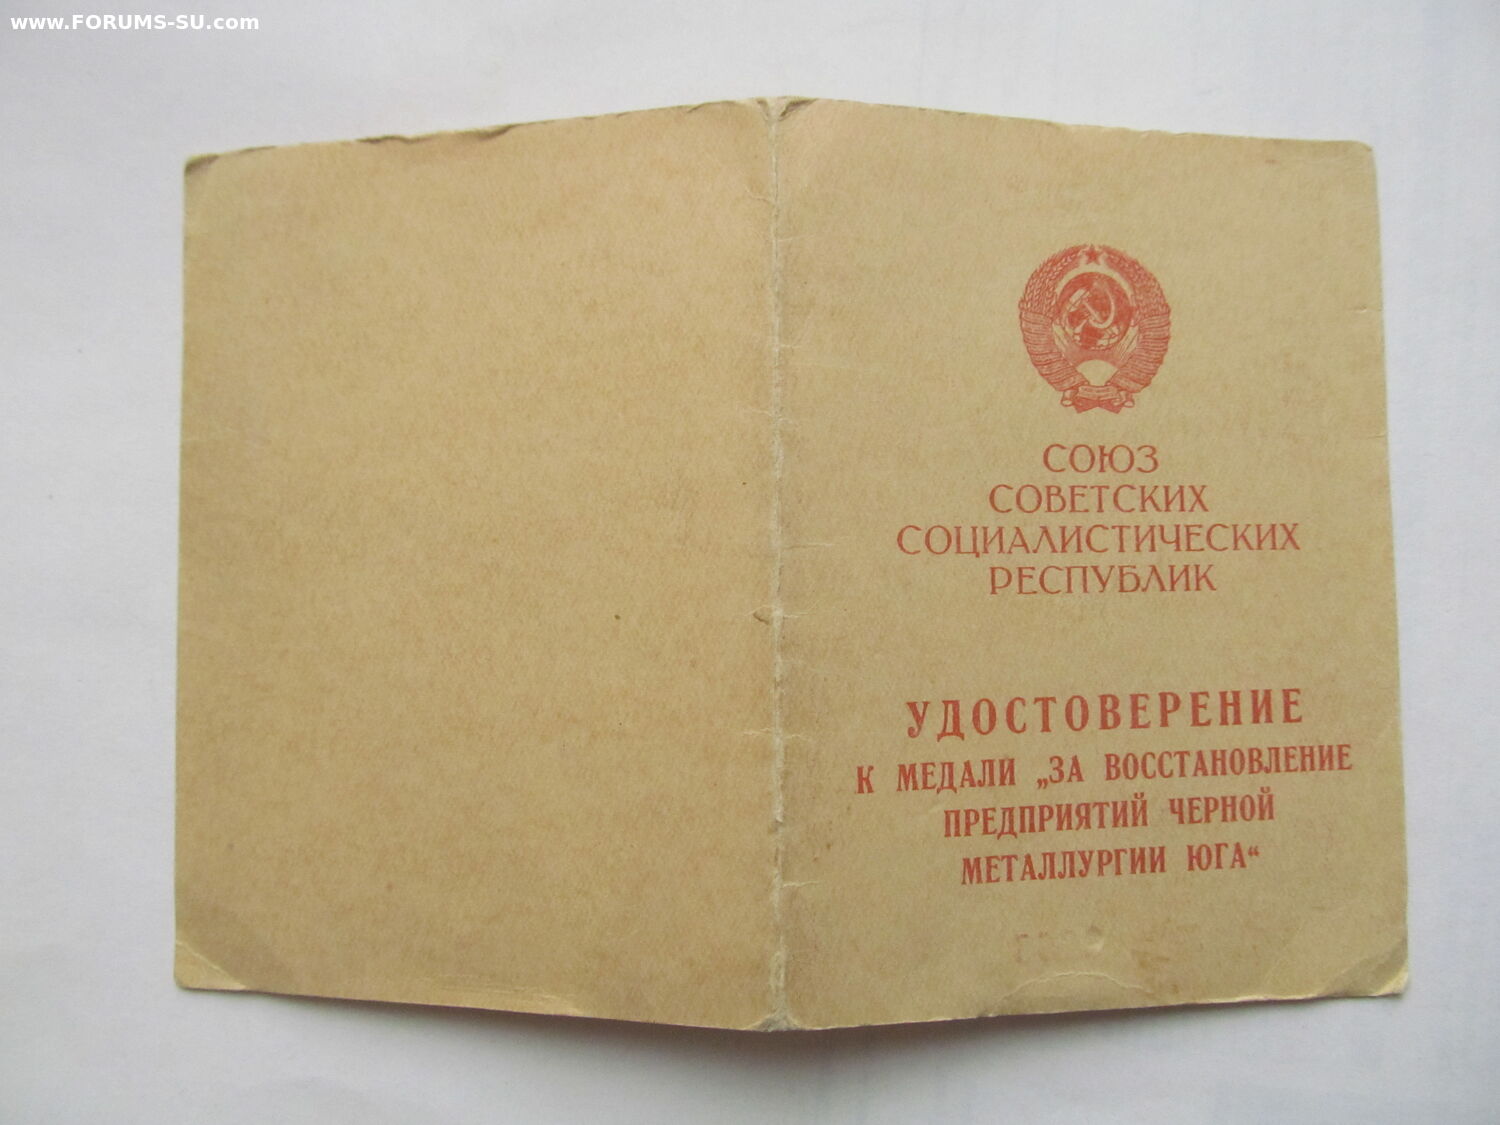 www.FORUMS-SU.com
СОЮЗ
СОВЕТСКИХ
СОЦИАЛИСТИЧЕСКИХ
РЕСПУБЛИК
УДОСТОВЕРЕНИЕ
К МЕДАЛИ „ЗА ВОССТАНОВЛЕНИЕ
ПРЕДПРИЯТИЙ ЧЕРНОЙ
МЕТАЛЛУРГИИ ЮГА“